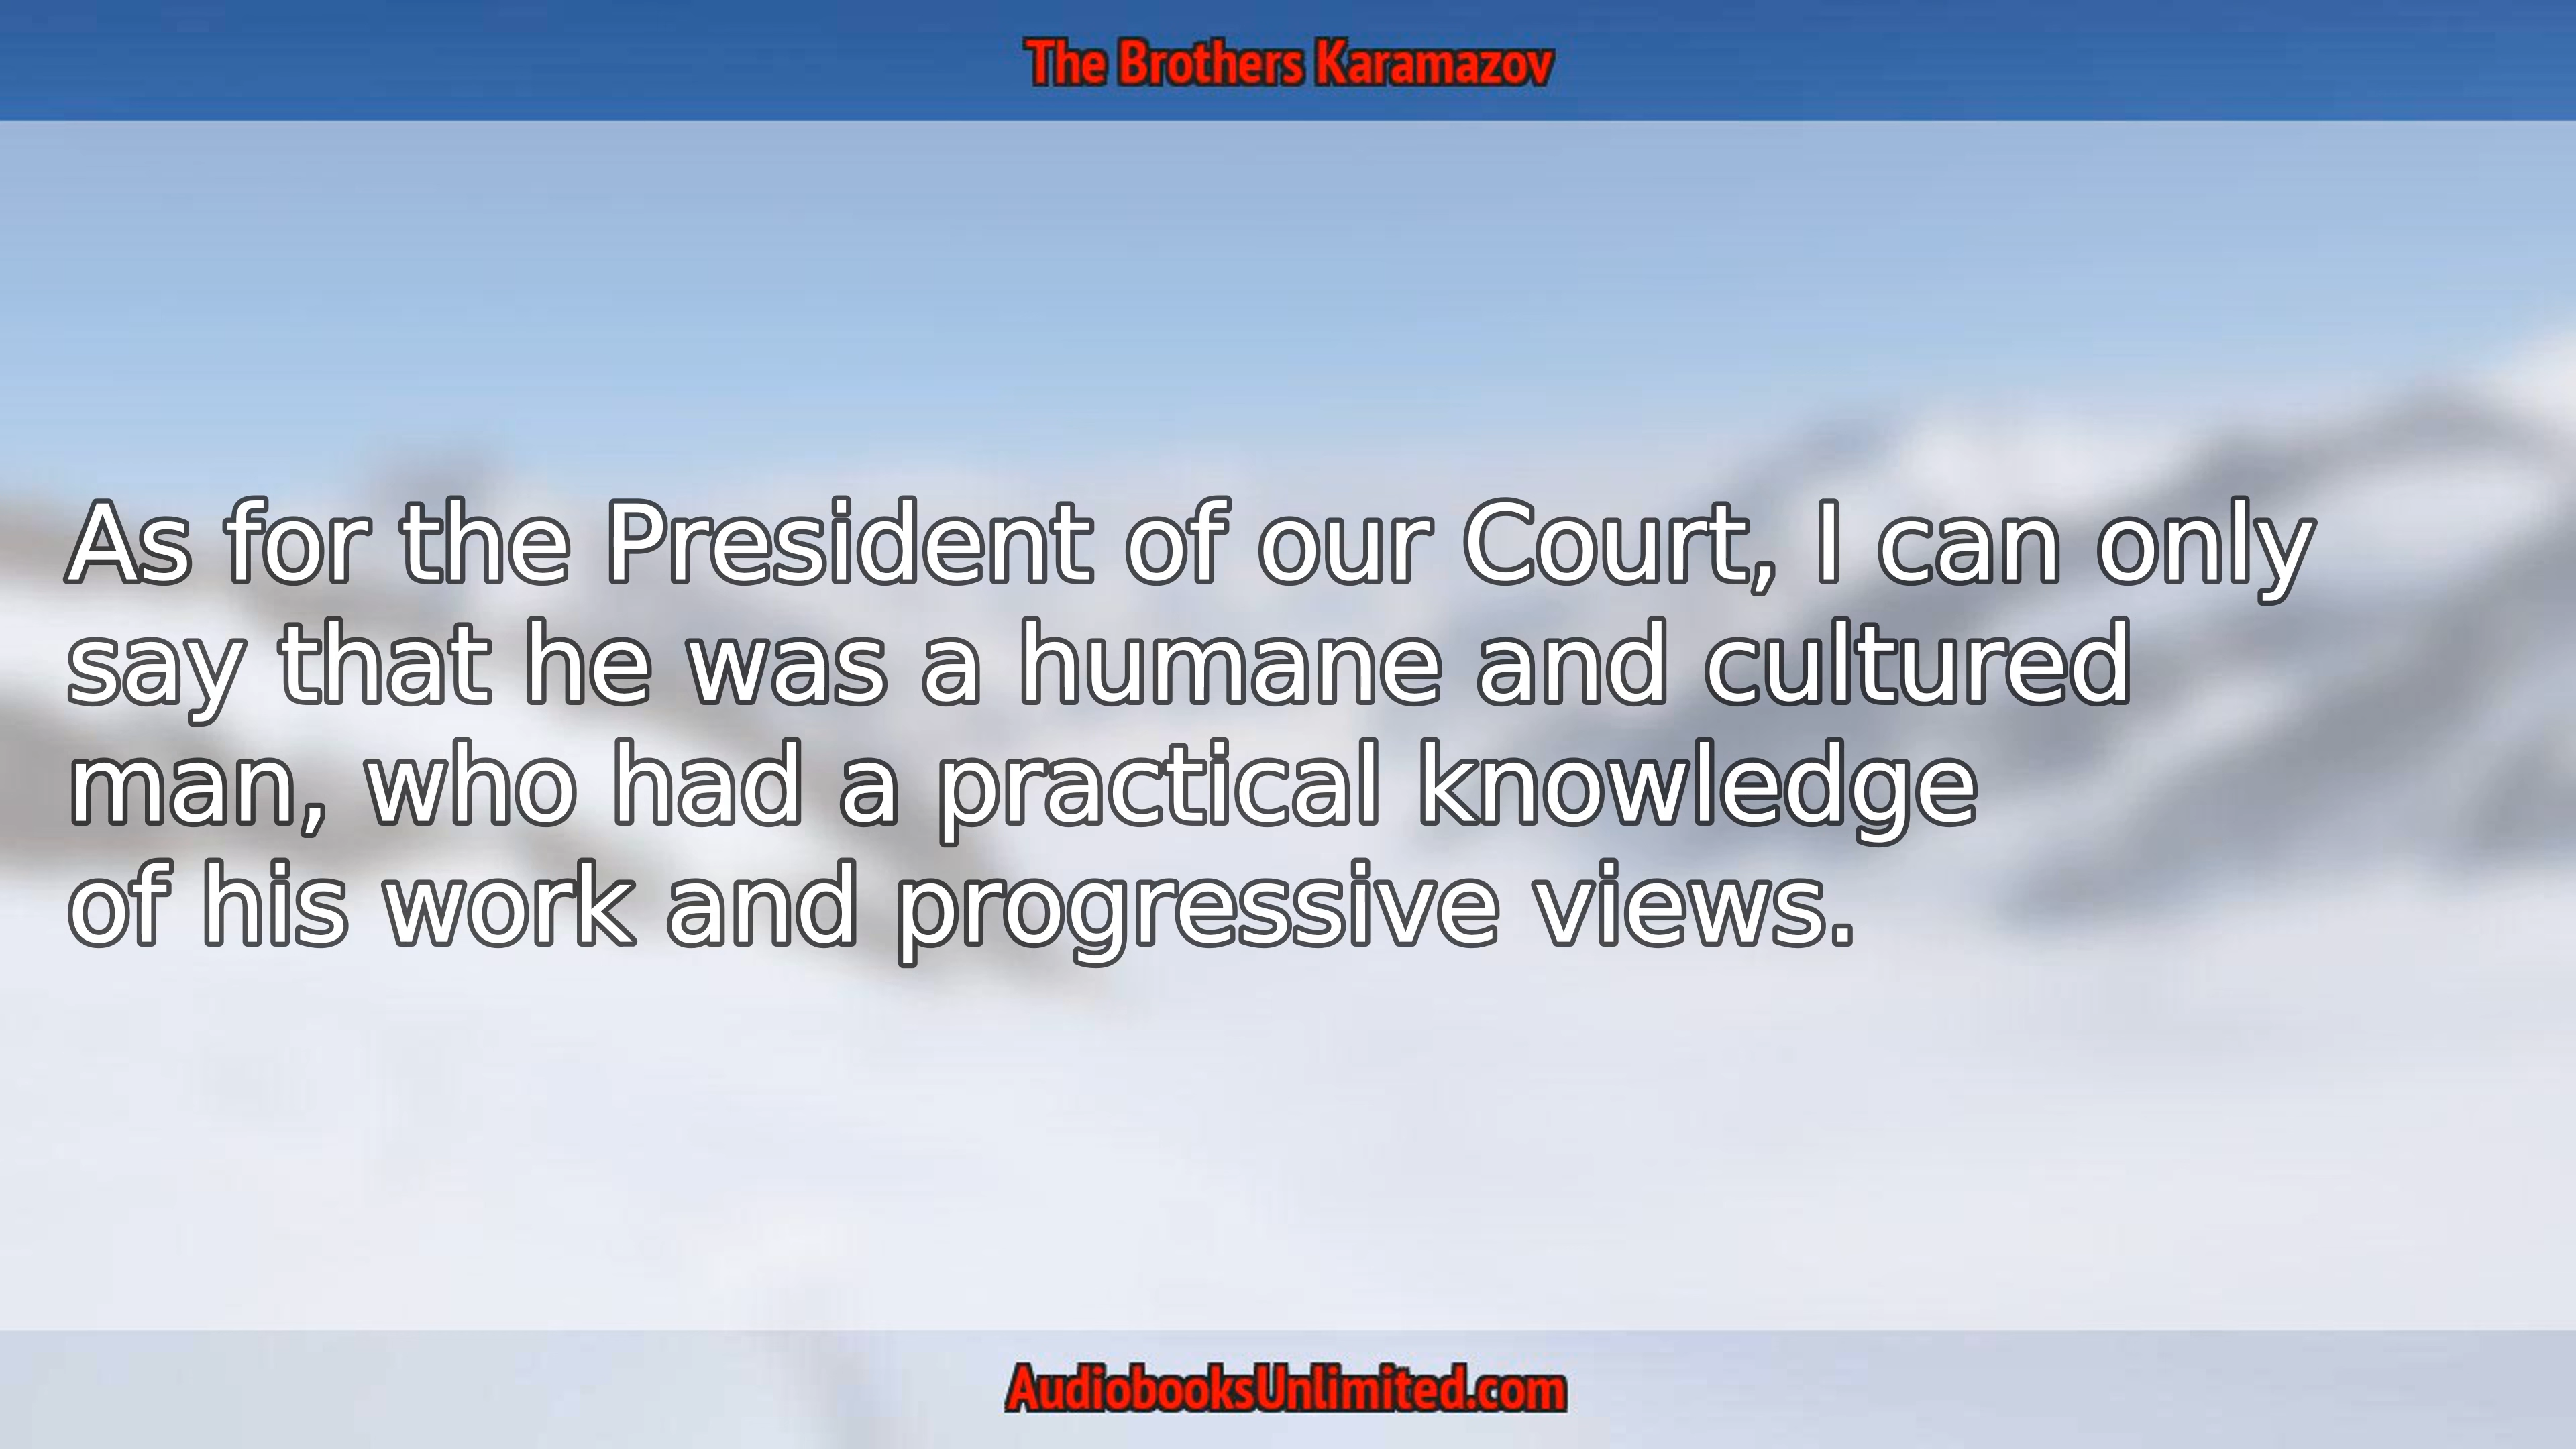 The Brothers Karamazov
As for the President of our Court, I can only
say that he was a humane and cultured
man, who had a practical knowledge
of his work and progressive views.
AudiobooksUnlimited.com